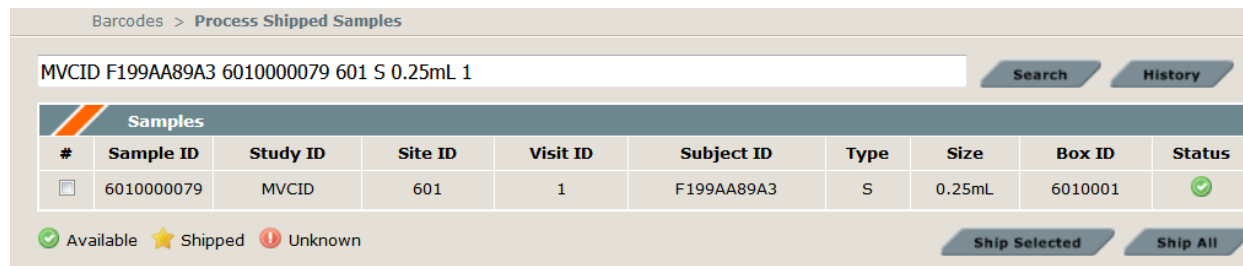 Barcodes > Process Shipped Samples
MVCID F199AA89A3 6010000079 601 S 0.25mL 1
Search History
Samples
# Sample ID Study ID Site ID Visit ID Subject ID Type Size Box ID Status
6010000079 MVCID 601 1 F199AA89A3 S 0.25mL 6010001
Available Shipped Unknown
Ship Selected Ship All